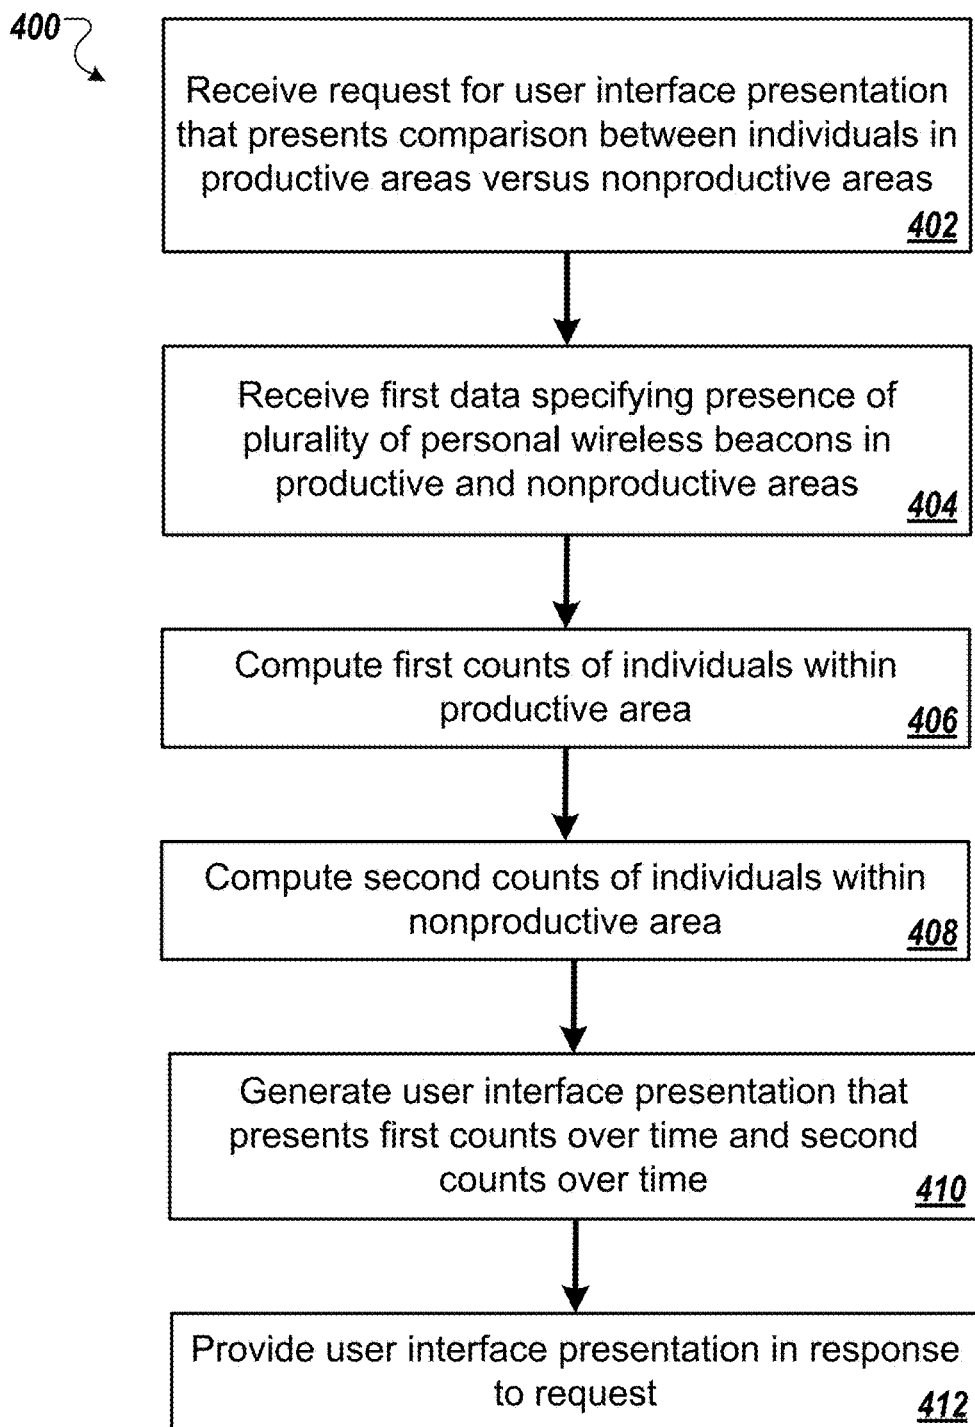 400
Receive request for user interface presentation
that presents comparison between individuals in
productive areas versus nonproductive areas
402
Receive first data specifying presence of
plurality of personal wireless beacons in
productive and nonproductive areas
404
Compute first counts of individuals within
productive area
406
Compute second counts of individuals within
nonproductive area
408
Generate user interface presentation that
presents first counts over time and second
counts over time
410
Provide user interface presentation in response
to request
412